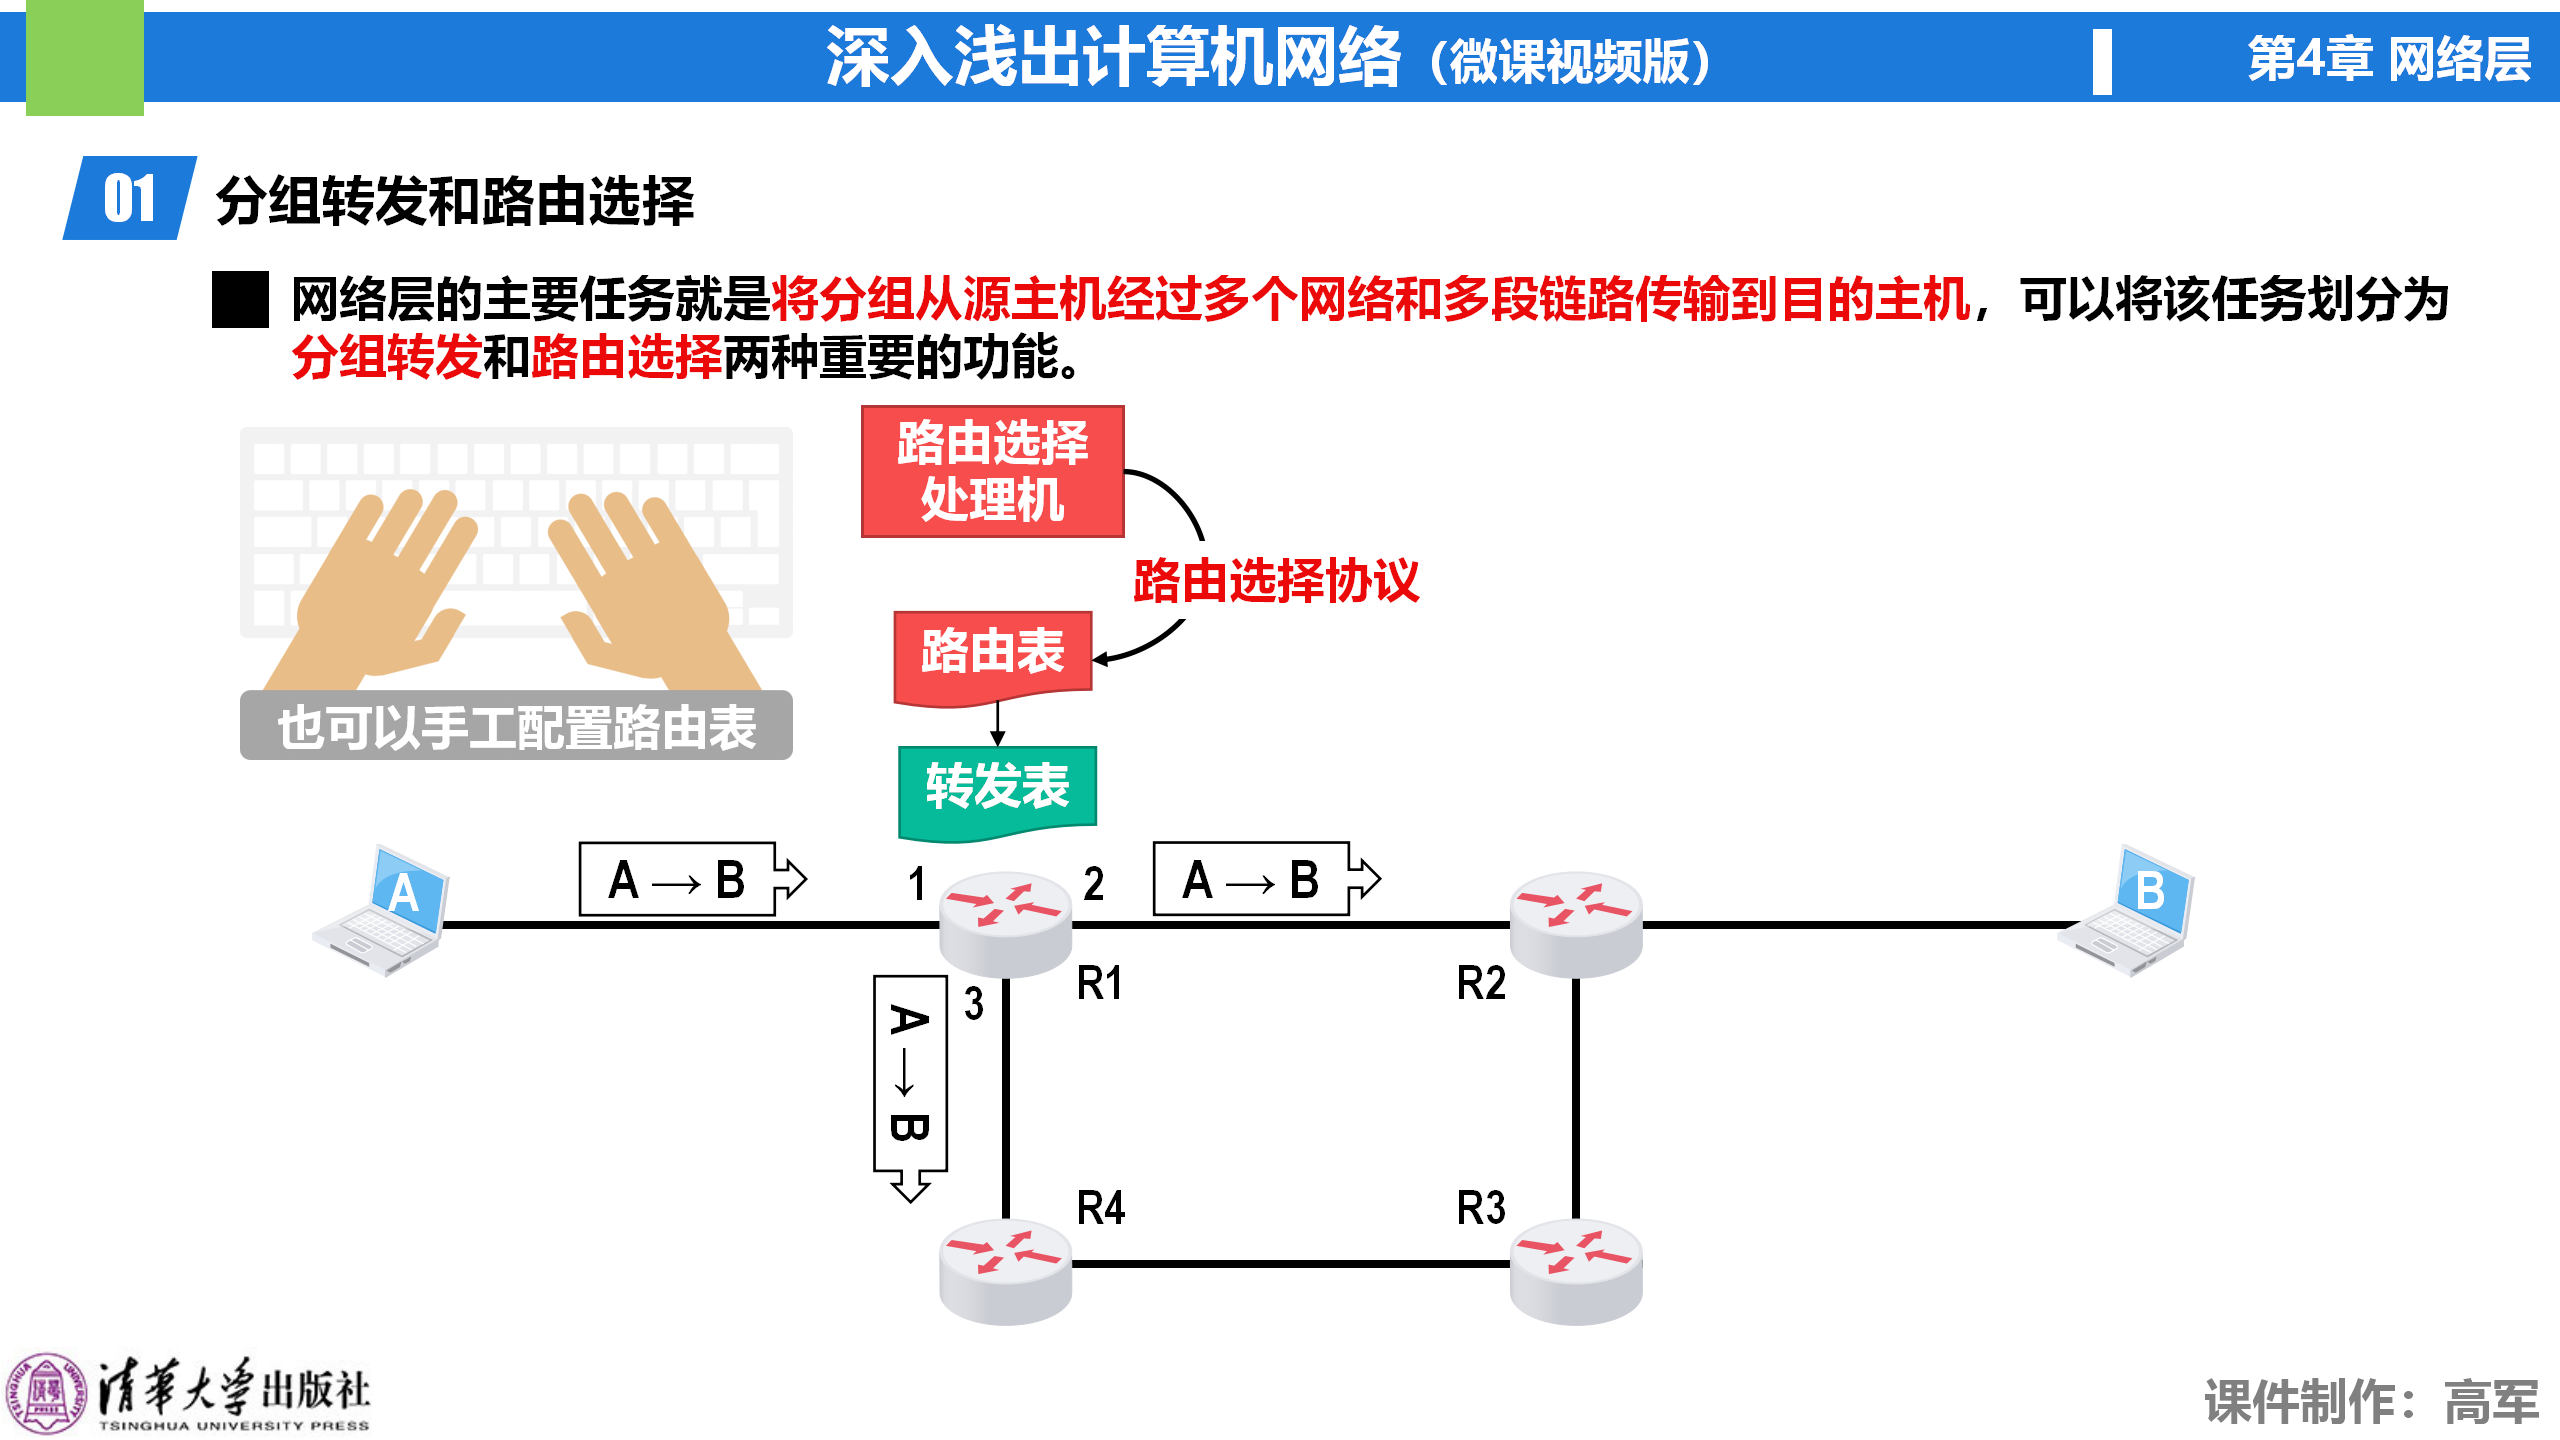 深入浅出计算机网络（微课视频版）
第4章 网络层
01
分组转发和路由选择
网络层的主要任务就是将分组从源主机经过多个网络和多段链路传输到目的主机，可以将该任务划分为
分组转发和路由选择两种重要的功能。
路由选择
处理机
路由选择协议
路由表
也可以手工配置路由表
转发表
A
A → B
1
2
A → B
B
R1
R2
3
A → B
R4
R3
清华大学出版社
TSINGHUA UNIVERSITY PRESS
课件制作：高军